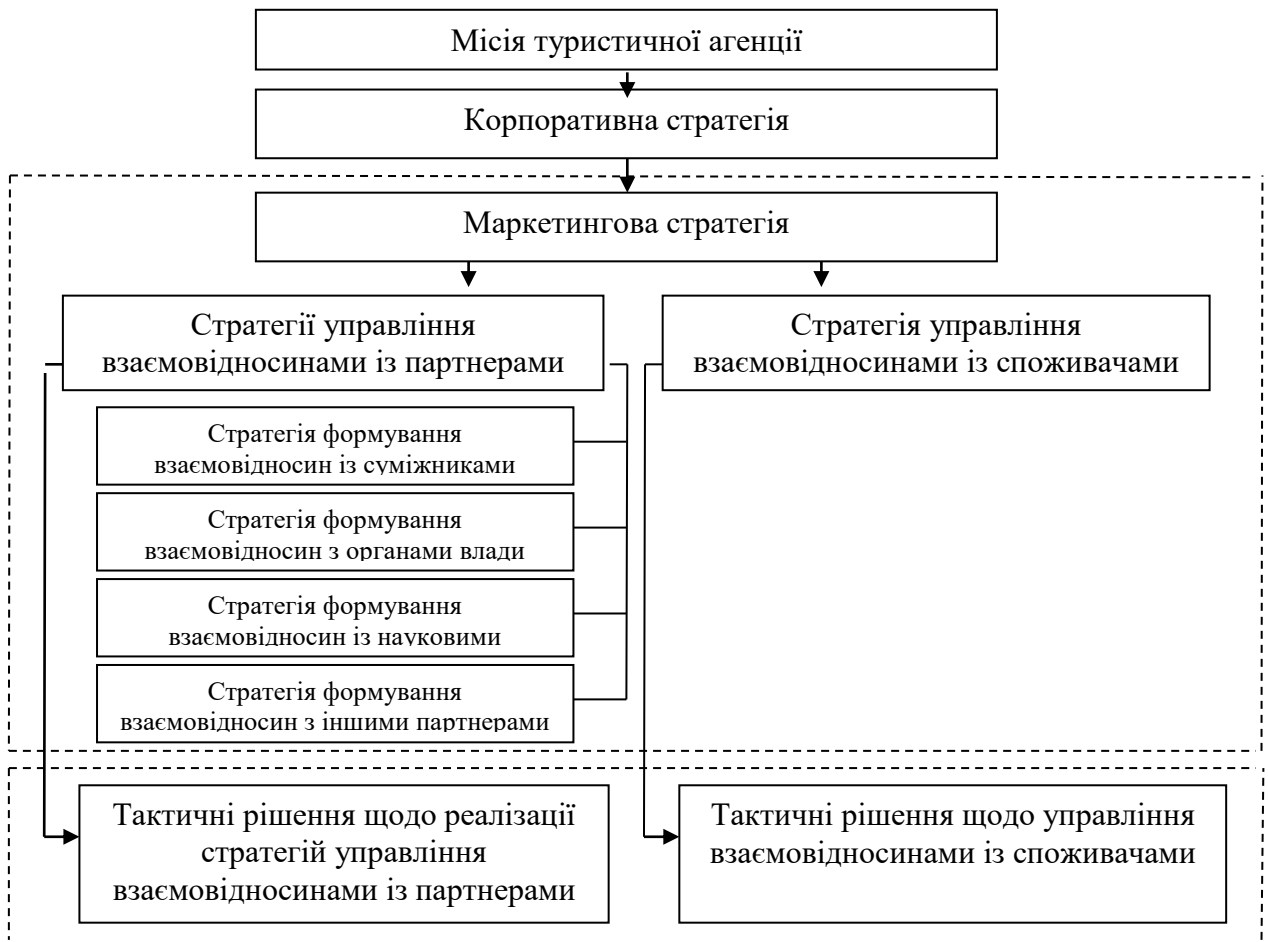 Місія туристичної агенції
Корпоративна стратегія
Маркетингова стратегія
Стратегії управління
взаємовідносинами із партнерами
Стратегія управління
взаємовідносинами із споживачами
Стратегія формування
взаємовідносин із суміжниками
Стратегія формування
взаємовідносин з органами влади
Стратегія формування
взаємовідносин із науковими
Стратегія формування
взаємовідносин з іншими партнерами
Тактичні рішення щодо реалізації
стратегій управління
взаємовідносинами із партнерами
Тактичні рішення щодо управління
взаємовідносинами із споживачами